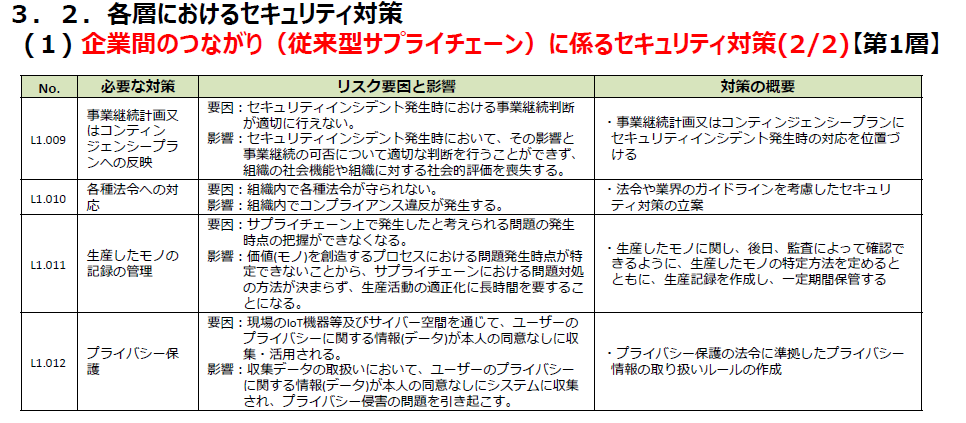 ３．２．各層におけるセキュリティ対策
（１）企業間のつながり（従来型サプライチェーン）に係るセキュリティ対策(2/2)【第1層】
No.
必要な対策
リスク要因と影響
対策の概要
L1.009
事業継続計画又
はコンティン
ジェンシープラ
ンへの反映
要因：セキュリティインシデント発生時における事業継続判断
が適切に行えない。
影響：セキュリティインシデント発生時において、その影響と
事業継続の可否について適切な判断を行うことができず、
組織の社会機能や組織に対する社会的評価を喪失する。
・事業継続計画又はコンティンジェンシープランに
セキュリティインシデント発生時の対応を位置づ
ける
L1.010
各種法令への対
応
要因：組織内で各種法令が守られない。
影響：組織内でコンプライアンス違反が発生する。
・法令や業界のガイドラインを考慮したセキュリ
ティ対策の立案
L1.011
生産したモノの
記録の管理
要因：サプライチェーン上で発生したと考えられる問題の発生
時点の把握ができなくなる。
影響：価値(モノ)を創造するプロセスにおける問題発生時点が特
定できないことから、サプライチェーンにおける問題対処
の方法が決まらず、生産活動の適正化に長時間を要するこ
とになる。
・生産したモノに関し、後日、監査によって確認で
きるように、生産したモノの特定方法を定めると
ともに、生産記録を作成し、一定期間保管する
L1.012
プライバシー保
護
要因：現場のIoT機器等及びサイバー空間を通じて、ユーザーの
プライバシーに関する情報(データ)が本人の同意なしに収
集・活用される。
影響：収集データの取扱いにおいて、ユーザーのプライバシー
に関する情報(データ)が本人の同意なしにシステムに収集
され、プライバシー侵害の問題を引き起こす。
・プライバシー保護の法令に準拠したプライバシー
情報の取り扱いルールの作成